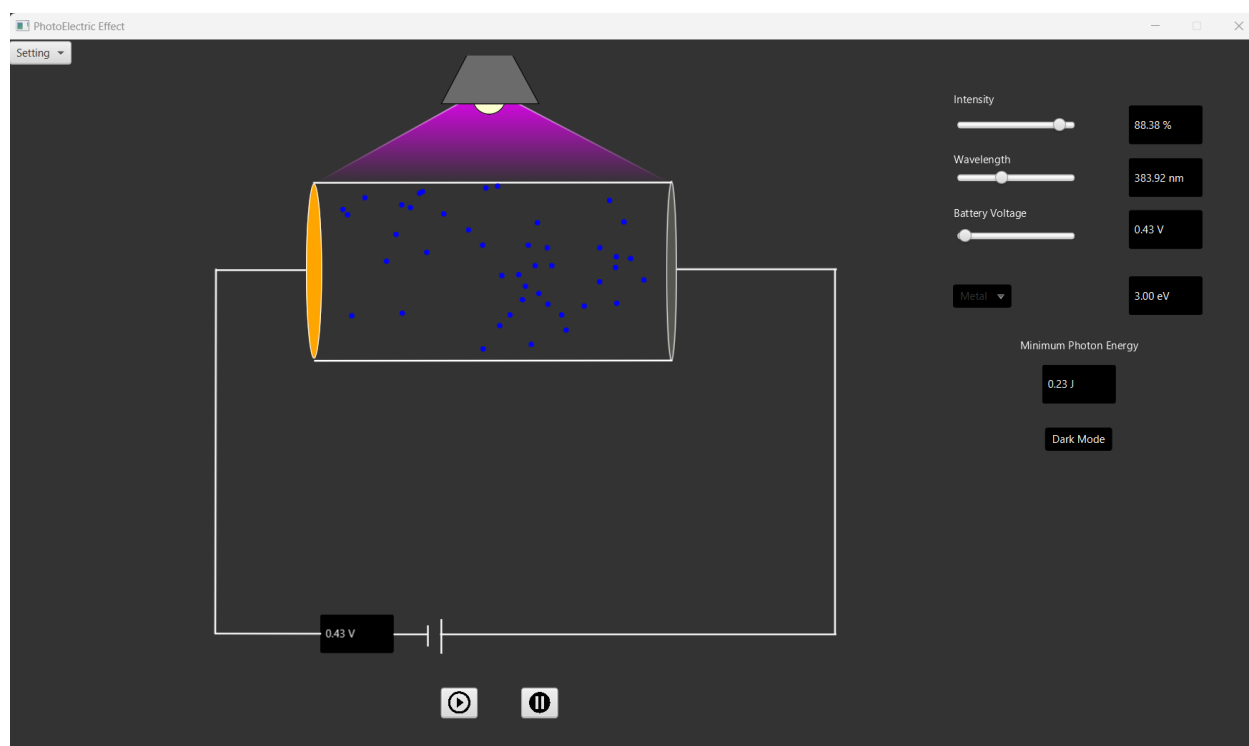 PhotoElectric Effect
Setting
Intensity
88.38 %
Wavelength
383.92 nm
Battery Voltage
0.43 V
Metal
3.00 eV
Minimum Photon Energy
0.23 J
Dark Mode
0.43 V